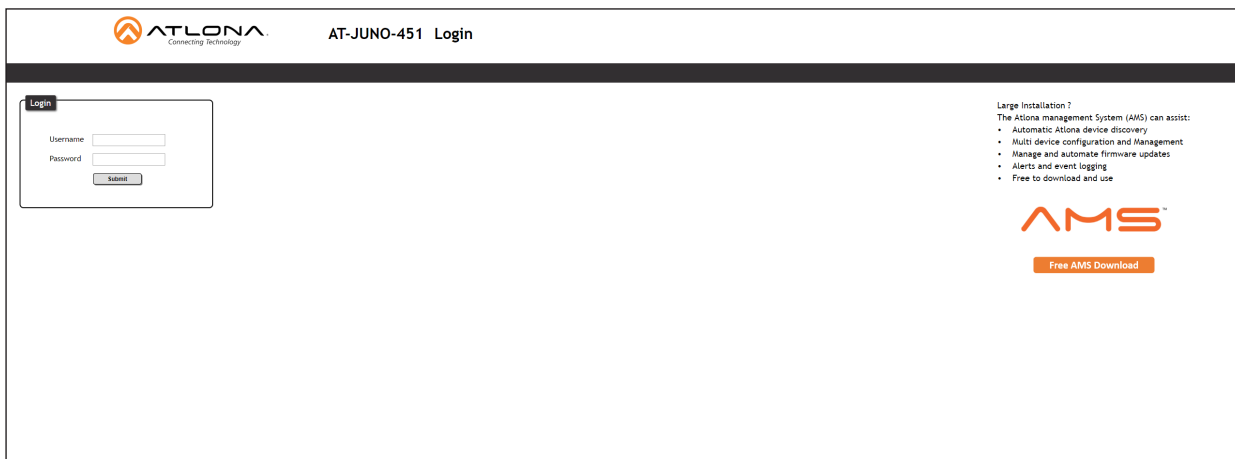 ATLONA
Connecting Technology
AT-JUNO-451 Login
Login
Username
Password
Submit
Large Installation ?
The Atlona management System (AMS) can assist:
• Automatic Atlona device discovery
• Multi device configuration and Management
• Manage and automate firmware updates
• Alerts and event logging
• Free to download and use
AMS™
Free AMS Download